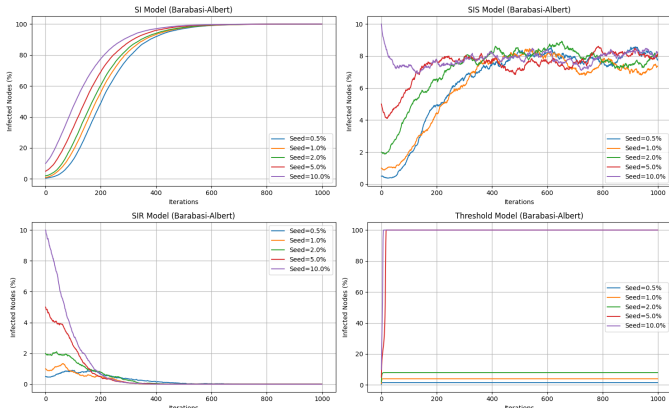 SI Model (Barabasi-Albert)
Infected Nodes (%)
100
80
60
40
20
0
0
200
400
600
800
1000
Iterations
Seed=0.5%
Seed=1.0%
Seed=2.0%
Seed=5.0%
Seed=10.0%
SIS Model (Barabasi-Albert)
Infected Nodes (%)
10
8
6
4
2
0
0
200
400
600
800
1000
Iterations
Seed=0.5%
Seed=1.0%
Seed=2.0%
Seed=5.0%
Seed=10.0%
SIR Model (Barabasi-Albert)
Infected Nodes (%)
10
8
6
4
2
0
0
200
400
600
800
1000
Iterations
Seed=0.5%
Seed=1.0%
Seed=2.0%
Seed=5.0%
Seed=10.0%
Threshold Model (Barabasi-Albert)
Infected Nodes (%)
100
80
60
40
20
0
0
200
400
600
800
1000
Iterations
Seed=0.5%
Seed=1.0%
Seed=2.0%
Seed=5.0%
Seed=10.0%